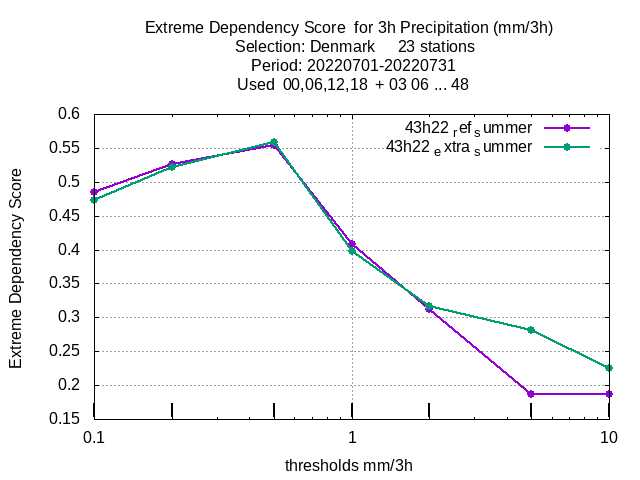 Extreme Dependency Score  for 3h Precipitation (mm/3h)
Selection: Denmark     23 stations
Period: 20220701-20220731
Used  00,06,12,18  + 03 06 ... 48
0.6
43h22 ref summer
0.55
43h22 extra summer
0.5
0.45
0.4
0.35
0.3
0.25
0.2
0.15
Extreme Dependency Score
0.1 1 10
thresholds mm/3h